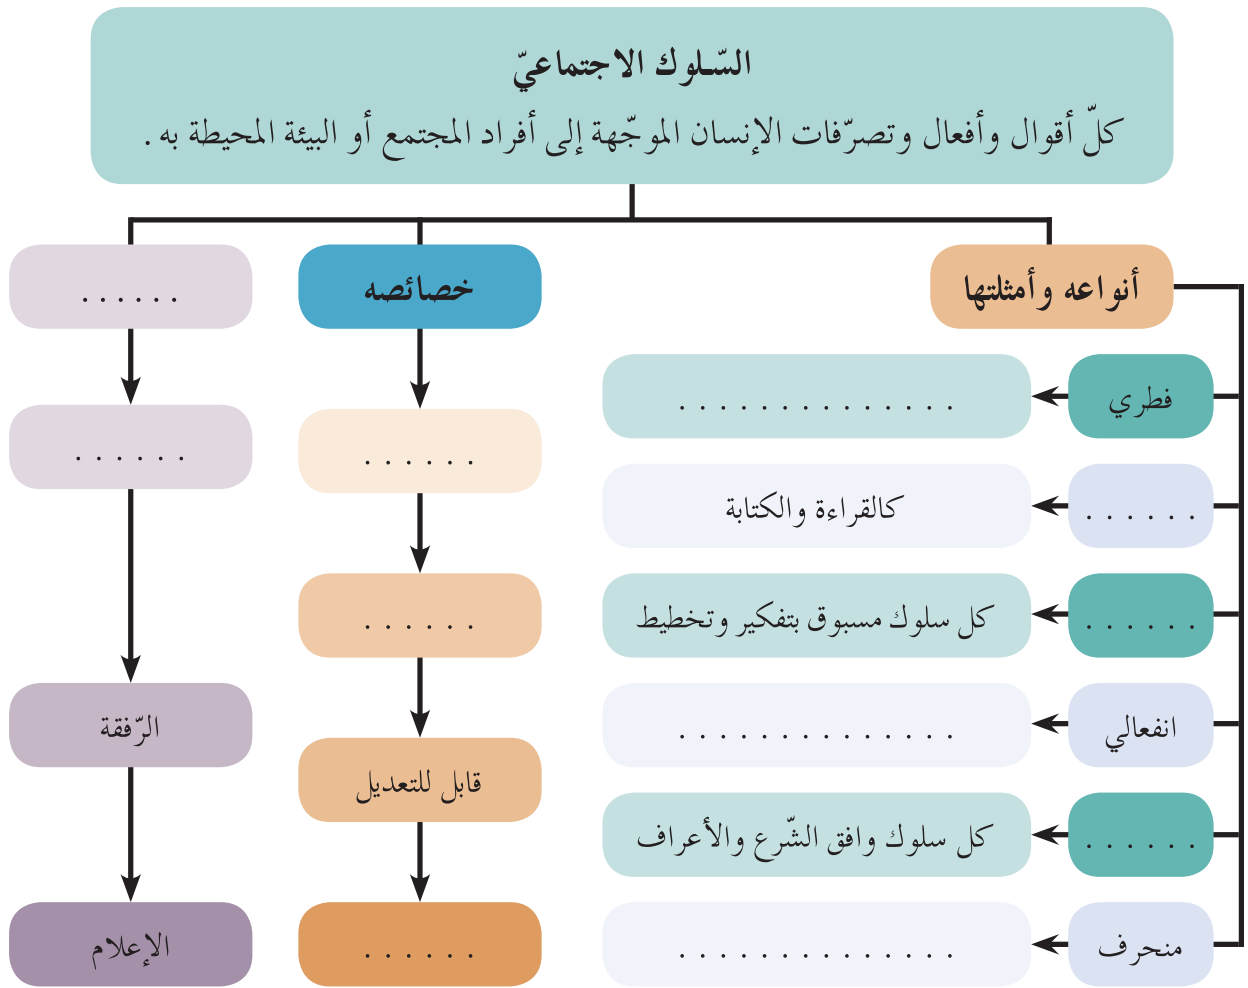 السّلوك الاجتماعيّ
كلّ أقوال وأفعال وتصرّفات الإنسان الموجّهة إلى أفراد المجتمع أو البيئة المحيطة به .
أنواعه وأمثلتها
خصائصه
. . . . . .
فطري
. . . . . . . . . . . . . .
. . . . . .
كالقراءة والكتابة
. . . . . .
كل سلوك مسبوق بتفكير وتخطيط
انفعالي
. . . . . . . . . . . . . .
. . . . . .
كل سلوك وافق الشّرع والأعراف
منحرف
. . . . . . . . . . . . . .
. . . . . .
. . . . . .
قابل للتعديل
. . . . . .
. . . . . .
الرّفقة
الإعلام